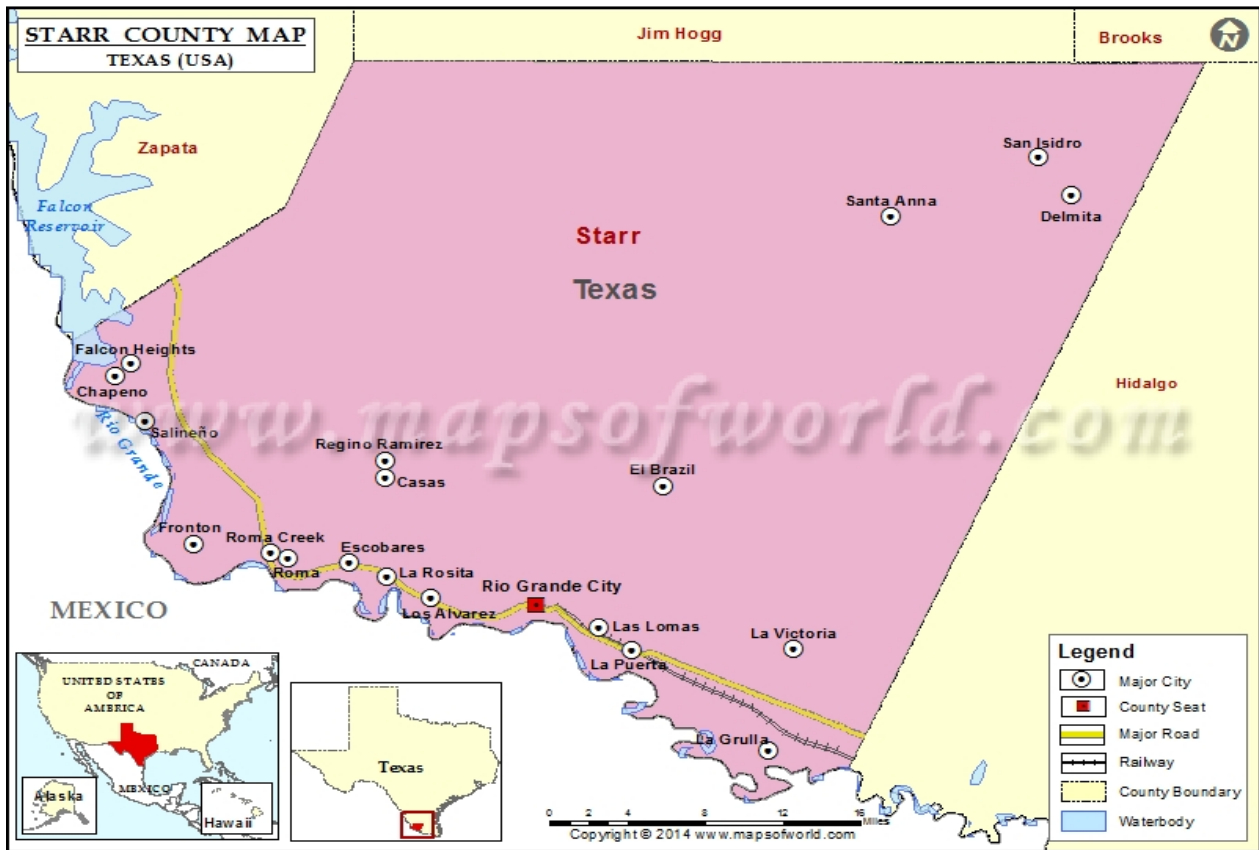 STARR COUNTY MAP
TEXAS (USA)
Jim Hogg
Brooks
N
Zapata
San Isidro
Santa Anna
Delmita
Falcon
Reservoir
Starr
Texas
Falcon Heights
Chapeno
Hidalgo
www.mapsofworld.com
Rio Grande
Salineño
Regino Ramirez
Casas
El Brazil
Fronton
Roma Creek
Roma
Escobares
La Rosita
Rio Grande City
Los Alvarez
MEXICO
Las Lomas
La Victoria
La Puerta
La Grulla
CANADA
UNITED STATES
OF
AMERICA
MEXICO
Alaska
Hawaii
Texas
Legend
Major City
County Seat
Major Road
Railway
County Boundary
Waterbody
0 2 4 8 12 16
Miles
Copyright © 2014 www.mapsofworld.com